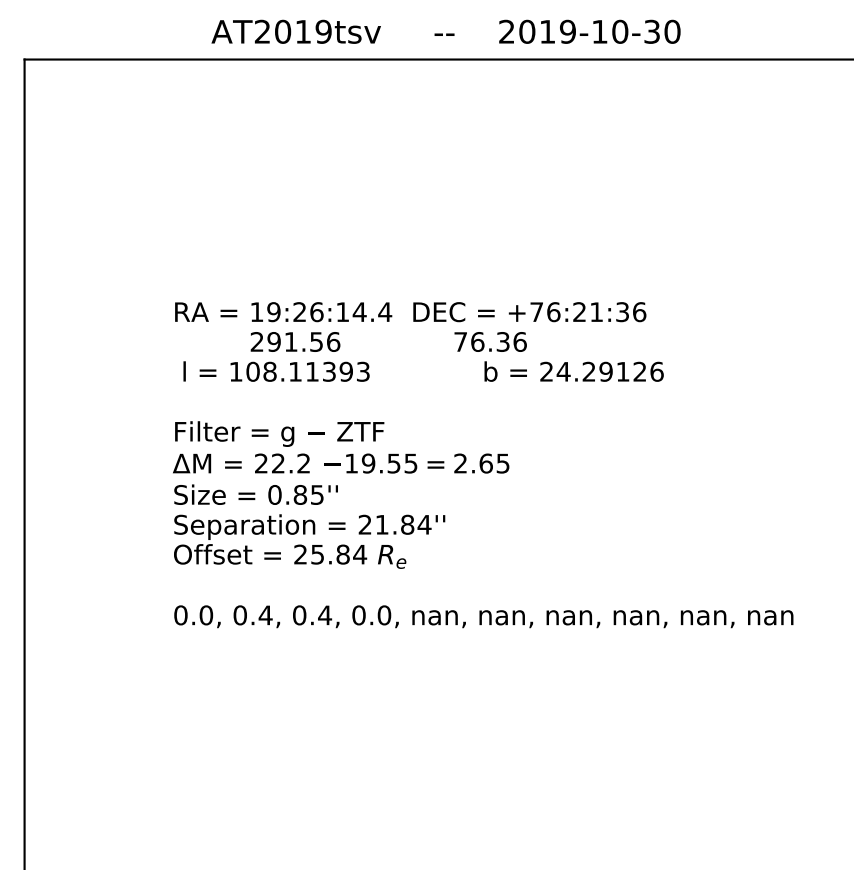 AT2019tsv -- 2019-10-30
RA = 19:26:14.4 DEC = +76:21:36
291.56 76.36
l = 108.11393 b = 24.29126
Filter = g − ZTF
ΔM = 22.2 −19.55 = 2.65
Size = 0.85''
Separation = 21.84''
Offset = 25.84 Rₑ
0.0, 0.4, 0.4, 0.0, nan, nan, nan, nan, nan, nan